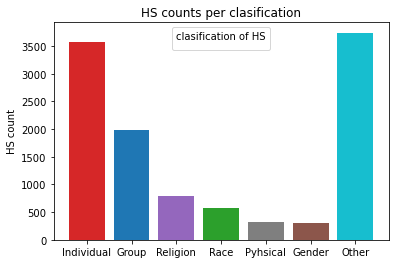 HS counts per clasification
clasification of HS
HS count
3500
3000
2500
2000
1500
1000
500
0
Individual Group Religion Race Pyhsical Gender Other